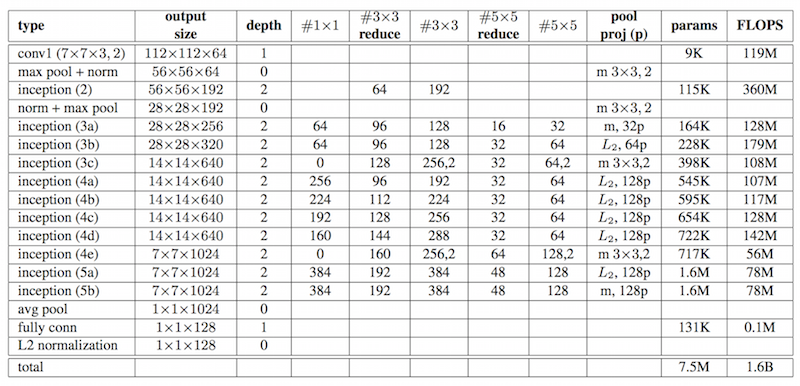 type output size depth #1×1 #3×3 reduce #3×3 #5×5 reduce #5×5 pool proj (p) params FLOPS
conv1 (7×7×3, 2) 112×112×64 1 9K 119M
max pool + norm 56×56×64 0 m 3×3, 2
inception (2) 56×56×192 2 64 192 115K 360M
norm + max pool 28×28×192 0 m 3×3, 2
inception (3a) 28×28×256 2 64 96 128 16 32 m, 32p 164K 128M
inception (3b) 28×28×320 2 64 96 128 32 64 L2, 64p 228K 179M
inception (3c) 14×14×640 2 0 128 256,2 32 64,2 m 3×3,2 398K 108M
inception (4a) 14×14×640 2 256 96 192 32 64 L2, 128p 545K 107M
inception (4b) 14×14×640 2 224 112 224 32 64 L2, 128p 595K 117M
inception (4c) 14×14×640 2 192 128 256 32 64 L2, 128p 654K 128M
inception (4d) 14×14×640 2 160 144 288 32 64 L2, 128p 722K 142M
inception (4e) 7×7×1024 2 0 160 256,2 64 128,2 m 3×3,2 717K 56M
inception (5a) 7×7×1024 2 384 192 384 48 128 L2, 128p 1.6M 78M
inception (5b) 7×7×1024 2 384 192 384 48 128 m, 128p 1.6M 78M
avg pool 1×1×1024 0
fully conn 1×1×128 1 131K 0.1M
L2 normalization 1×1×128 0
total 7.5M 1.6B